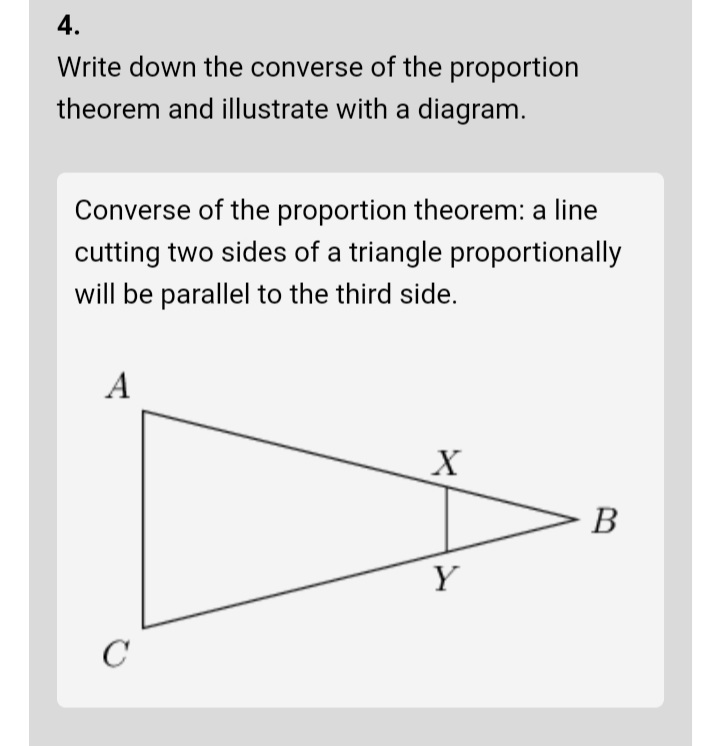 4.
Write down the converse of the proportion
theorem and illustrate with a diagram.
Converse of the proportion theorem: a line
cutting two sides of a triangle proportionally
will be parallel to the third side.
A
X
B
Y
C